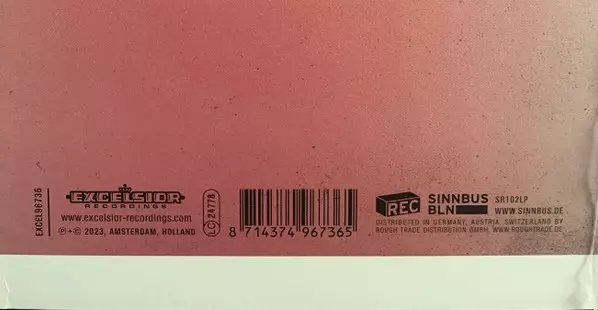 EXCEL96736
EXCELSIOR
RECORDINGS
www.excelsior-recordings.com
℗+© 2023, AMSTERDAM, HOLLAND
LC 24778
8 714374 967365
REC
SINNBUS
BLN
SR102LP
WWW.SINNBUS.DE
DISTRIBUTED IN GERMANY, AUSTRIA, SWITZERLAND BY
ROUGH TRADE DISTRIBUTION GMBH, WWW.ROUGHTRADE.DE